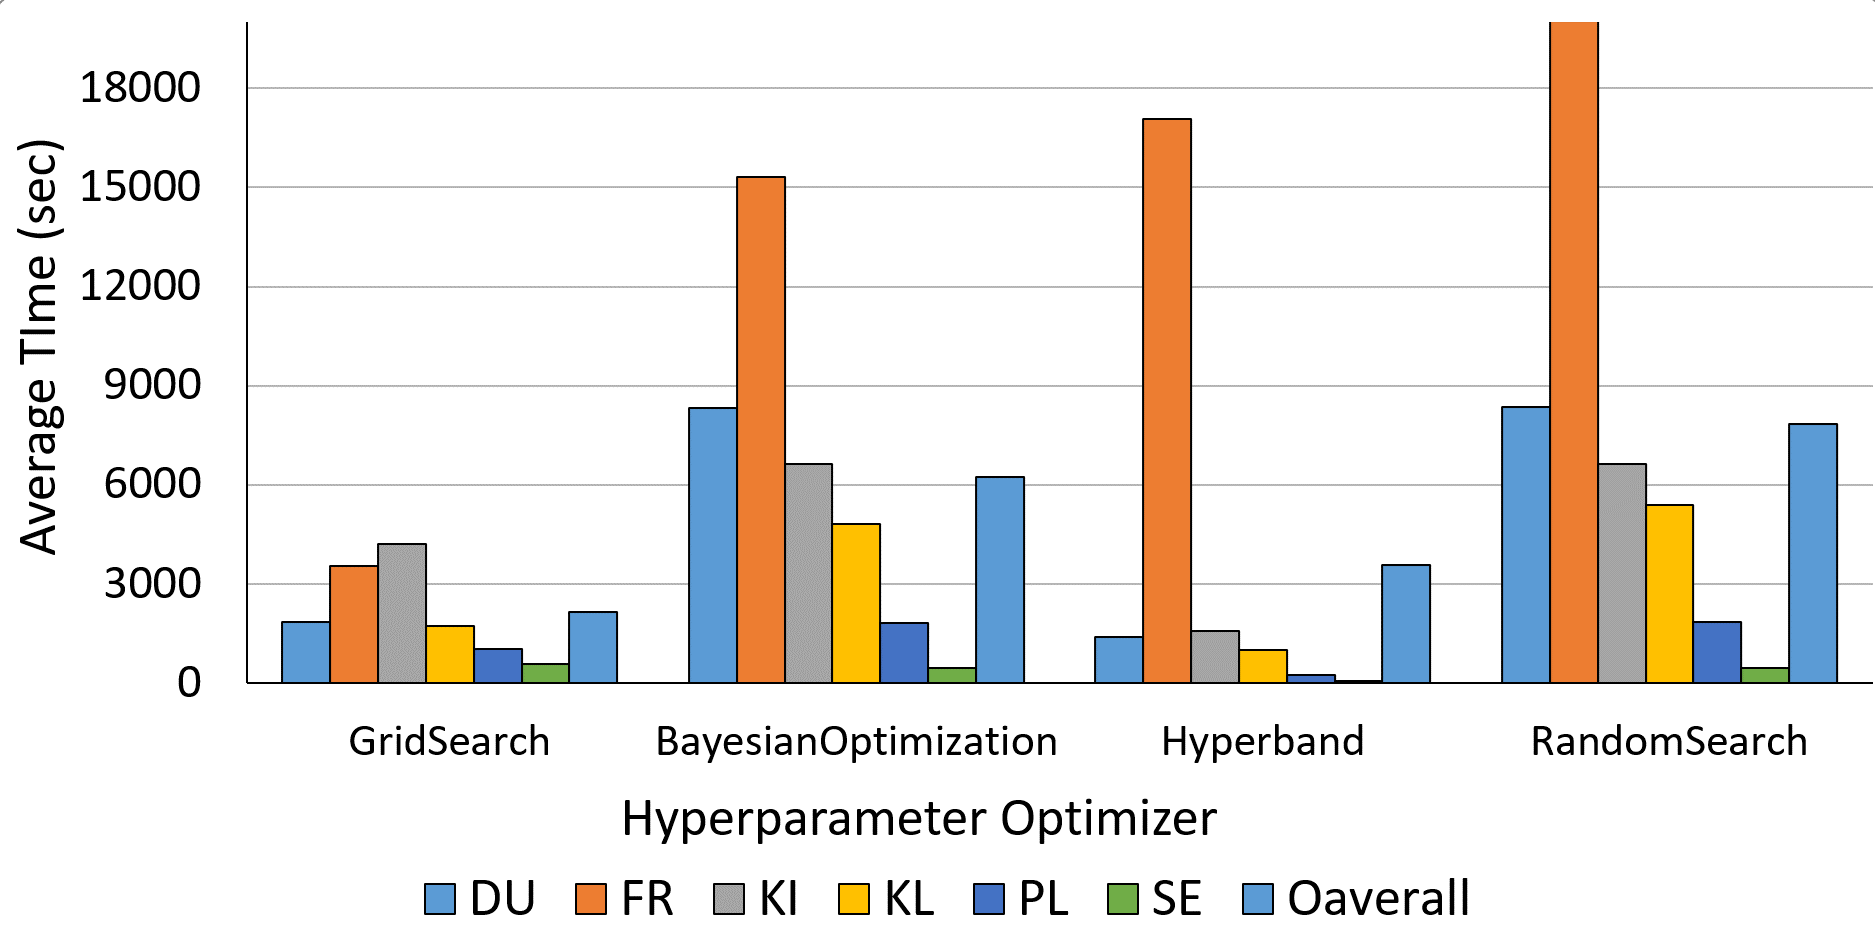 18000
15000
12000
9000
6000
3000
0
Average TIme (sec)
GridSearch BayesianOptimization Hyperband RandomSearch
Hyperparameter Optimizer
DU FR KI KL PL SE Oaverall